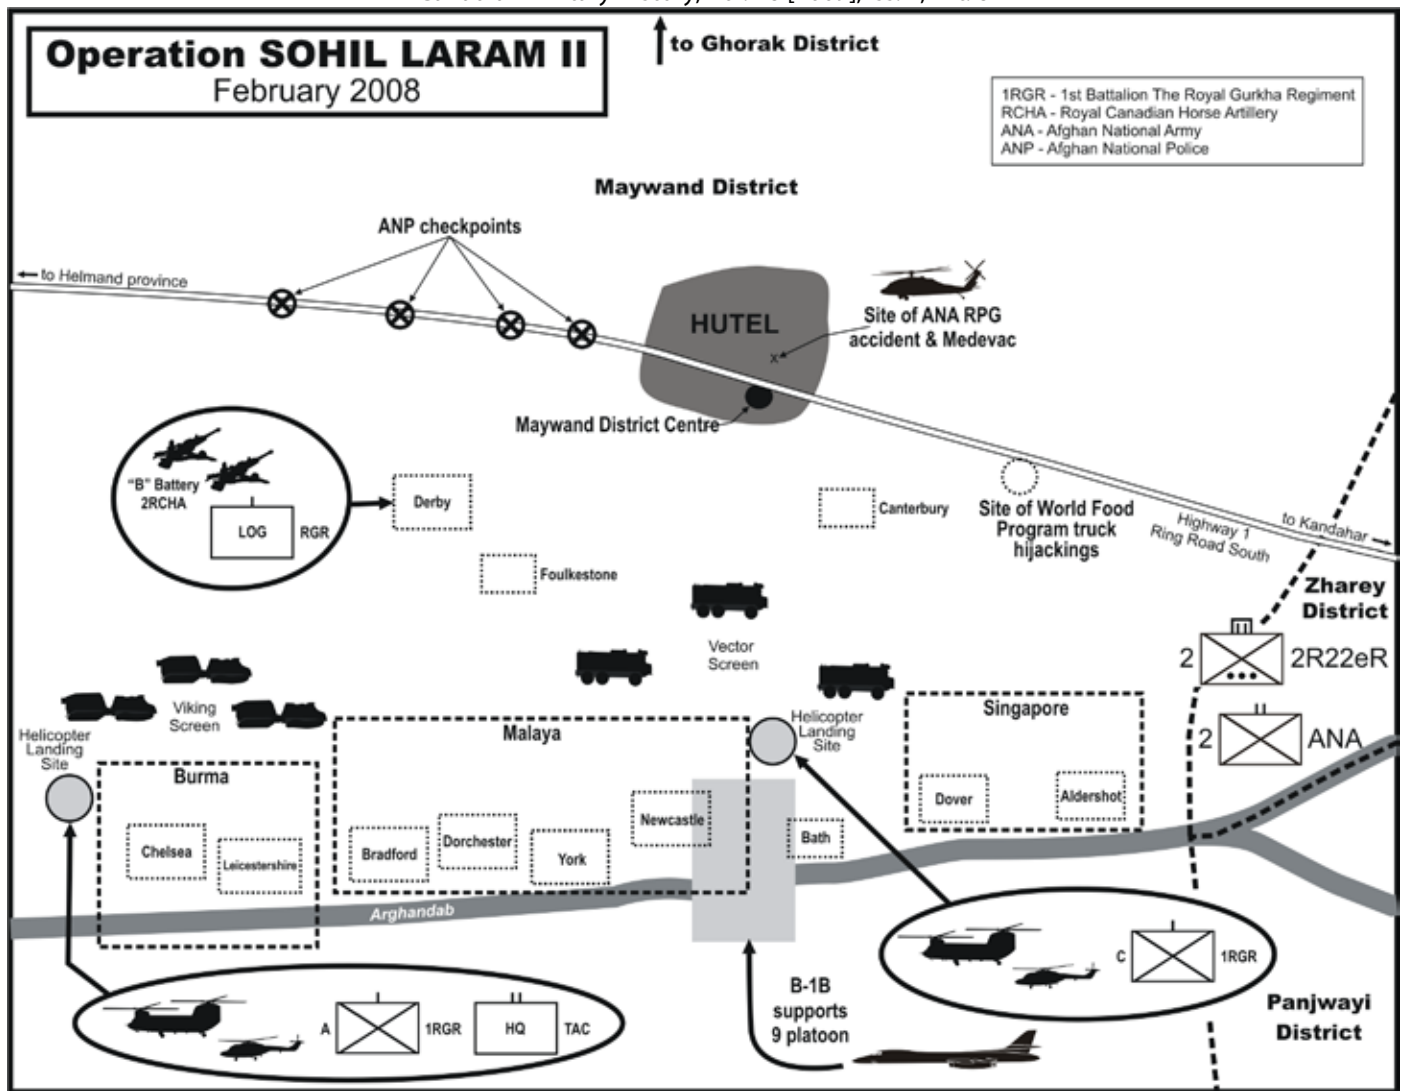 Operation SOHIL LARAM II
February 2008
to Ghorak District
1RGR - 1st Battalion The Royal Gurkha Regiment
RCHA - Royal Canadian Horse Artillery
ANA - Afghan National Army
ANP - Afghan National Police
Maywand District
ANP checkpoints
to Helmand province
HUTEL
Site of ANA RPG
accident & Medevac
x
Maywand District Centre
"B" Battery
2RCHA
LOG
RGR
Derby
Canterbury
Site of World Food
Program truck
hijackings
Highway 1
Ring Road South
to Kandahar
Foulkestone
Zharey
District
Vector
Screen
2
2R22eR
Viking
Screen
Helicopter
Landing
Site
Malaya
Helicopter
Landing
Site
Singapore
2
ANA
Burma
Dover
Aldershot
Newcastle
Bath
Chelsea
Leicestershire
Bradford
Dorchester
York
Arghandab
C
1RGR
A
1RGR
HQ
TAC
B-1B
supports
9 platoon
Panjwayi
District